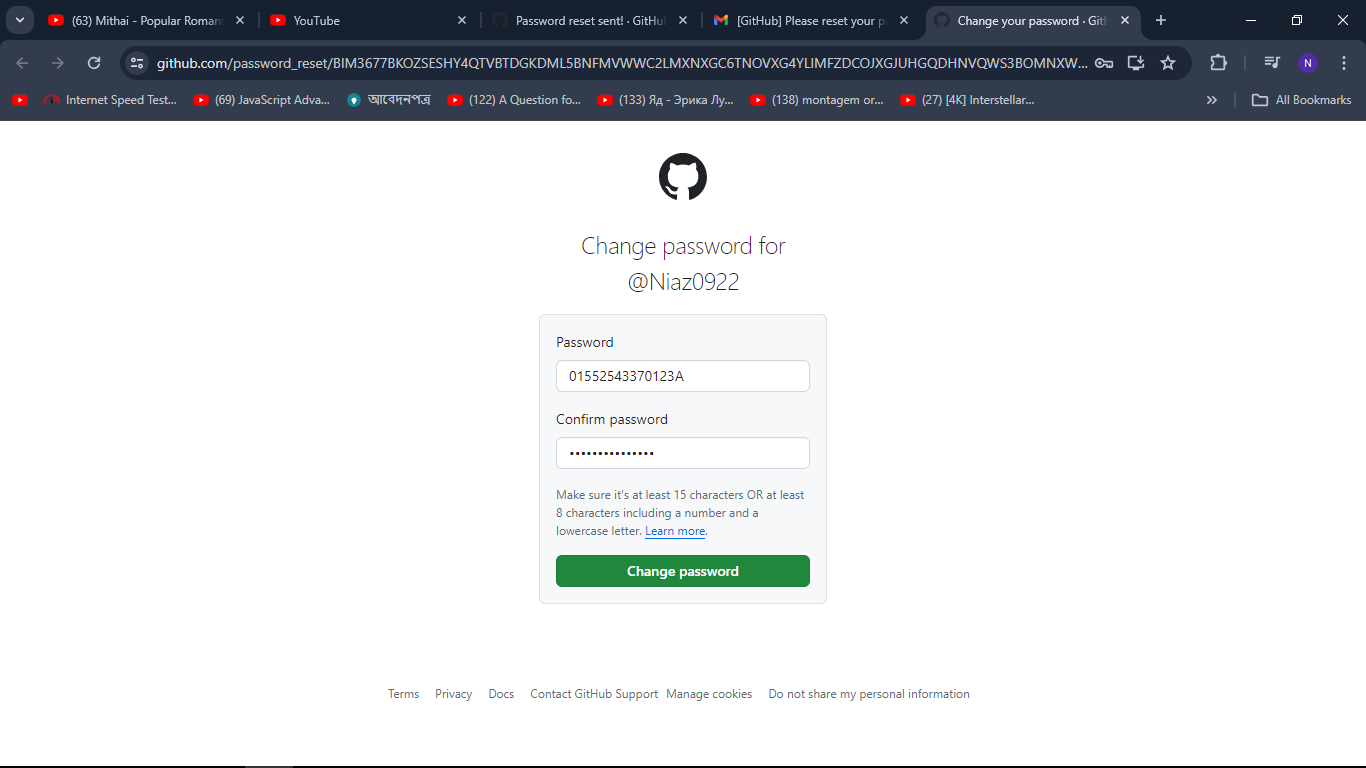 (63) Mithai - Popular Romant
YouTube
Password reset sent! · GitHu
[GitHub] Please reset your pa
Change your password · GitH
github.com/password_reset/BIM3677BKOZSESHY4QTVBTDGKDML5BNFMVWWC2LMXNXGC6TNOVXG4YLIMFZDCOJXGJUHGQDHNVQWS3BOMNXW...
N
Internet Speed Test...
(69) JavaScript Adva...
আবেদনপত্র
(122) A Question fo...
(133) Яд - Эрика Лу...
(138) montagem or...
(27) [4K] Interstellar...
All Bookmarks
Change password for
@Niaz0922
Password
01552543370123A
Confirm password
Make sure it's at least 15 characters OR at least
8 characters including a number and a
lowercase letter. Learn more.
Change password
Terms Privacy Docs Contact GitHub Support Manage cookies Do not share my personal information